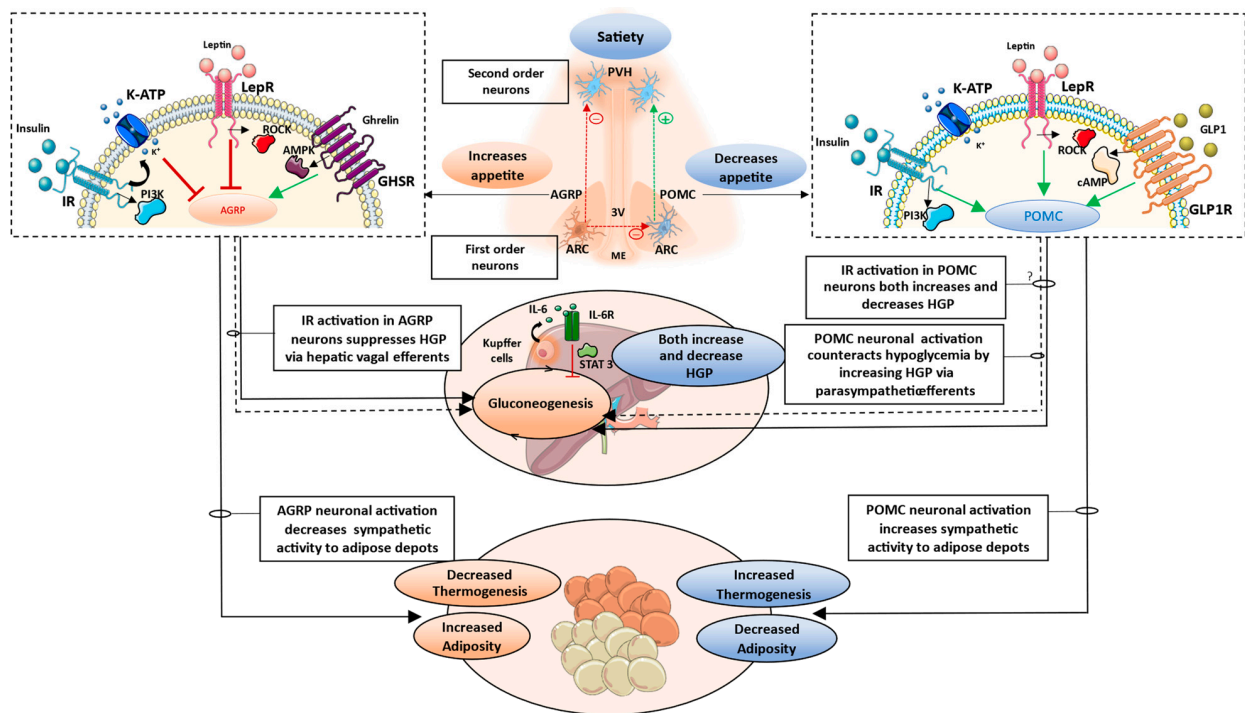 Leptin
K-ATP
LepR
Insulin
K⁺
ROCK
Ghrelin
AMPK
GHSR
PI3K
IR
AGRP
Satiety
PVH
Second order
neurons
Increases
appetite
Decreases
appetite
AGRP
POMC
3V
ARC
ARC
ME
First order
neurons
Leptin
K-ATP
LepR
GLP1
Insulin
K⁺
ROCK
cAMP
IR
PI3K
POMC
GLP1R
IR activation in AGRP
neurons suppresses HGP
via hepatic vagal efferents
IL-6
IL-6R
Kupffer
cells
STAT 3
Gluconeogenesis
Both increase
and decrease
HGP
IR activation in POMC
neurons both increases and
decreases HGP
?
POMC neuronal activation
counteracts hypoglycemia by
increasing HGP via
parasympathetiœfferents
AGRP neuronal activation
decreases sympathetic
activity to adipose depots
POMC neuronal activation
increases sympathetic
activity to adipose depots
Decreased
Thermogenesis
Increased
Adiposity
Increased
Thermogenesis
Decreased
Adiposity